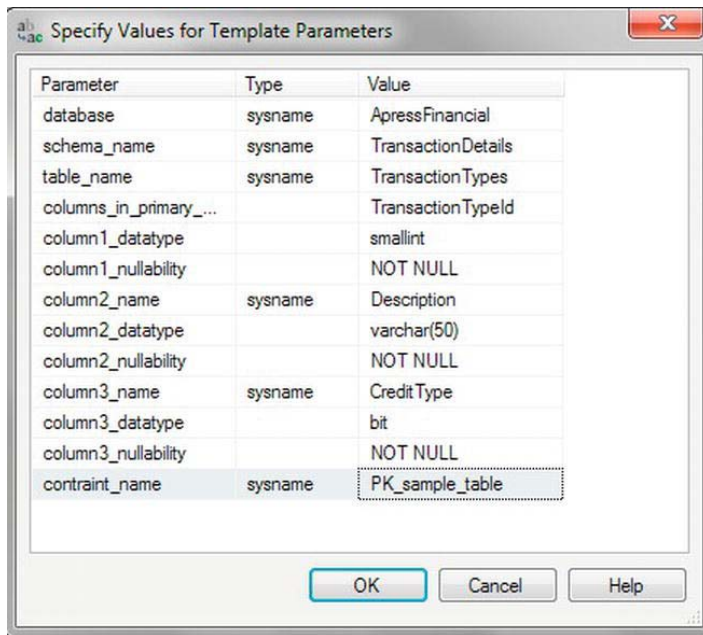 ab
ac Specify Values for Template Parameters
Parameter Type Value
database sysname ApressFinancial
schema_name sysname TransactionDetails
table_name sysname TransactionTypes
columns_in_primary_... TransactionTypeId
column1_datatype smallint
column1_nullability NOT NULL
column2_name sysname Description
column2_datatype varchar(50)
column2_nullability NOT NULL
column3_name sysname CreditType
column3_datatype bit
column3_nullability NOT NULL
contraint_name sysname PK_sample_table
OK Cancel Help